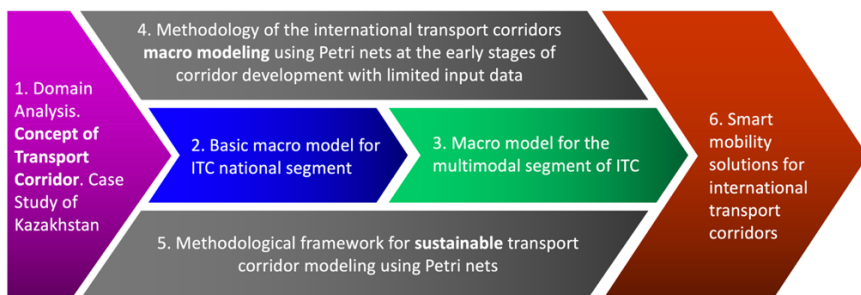 1. Domain
Analysis.
Concept of
Transport
Corridor. Case
Study of
Kazakhstan
4. Methodology of the international transport corridors
macro modeling using Petri nets at the early stages of
corridor development with limited input data
2. Basic macro model for
ITC national segment
3. Macro model for the
multimodal segment of ITC
5. Methodological framework for sustainable transport
corridor modeling using Petri nets
6. Smart
mobility
solutions for
international
transport
corridors